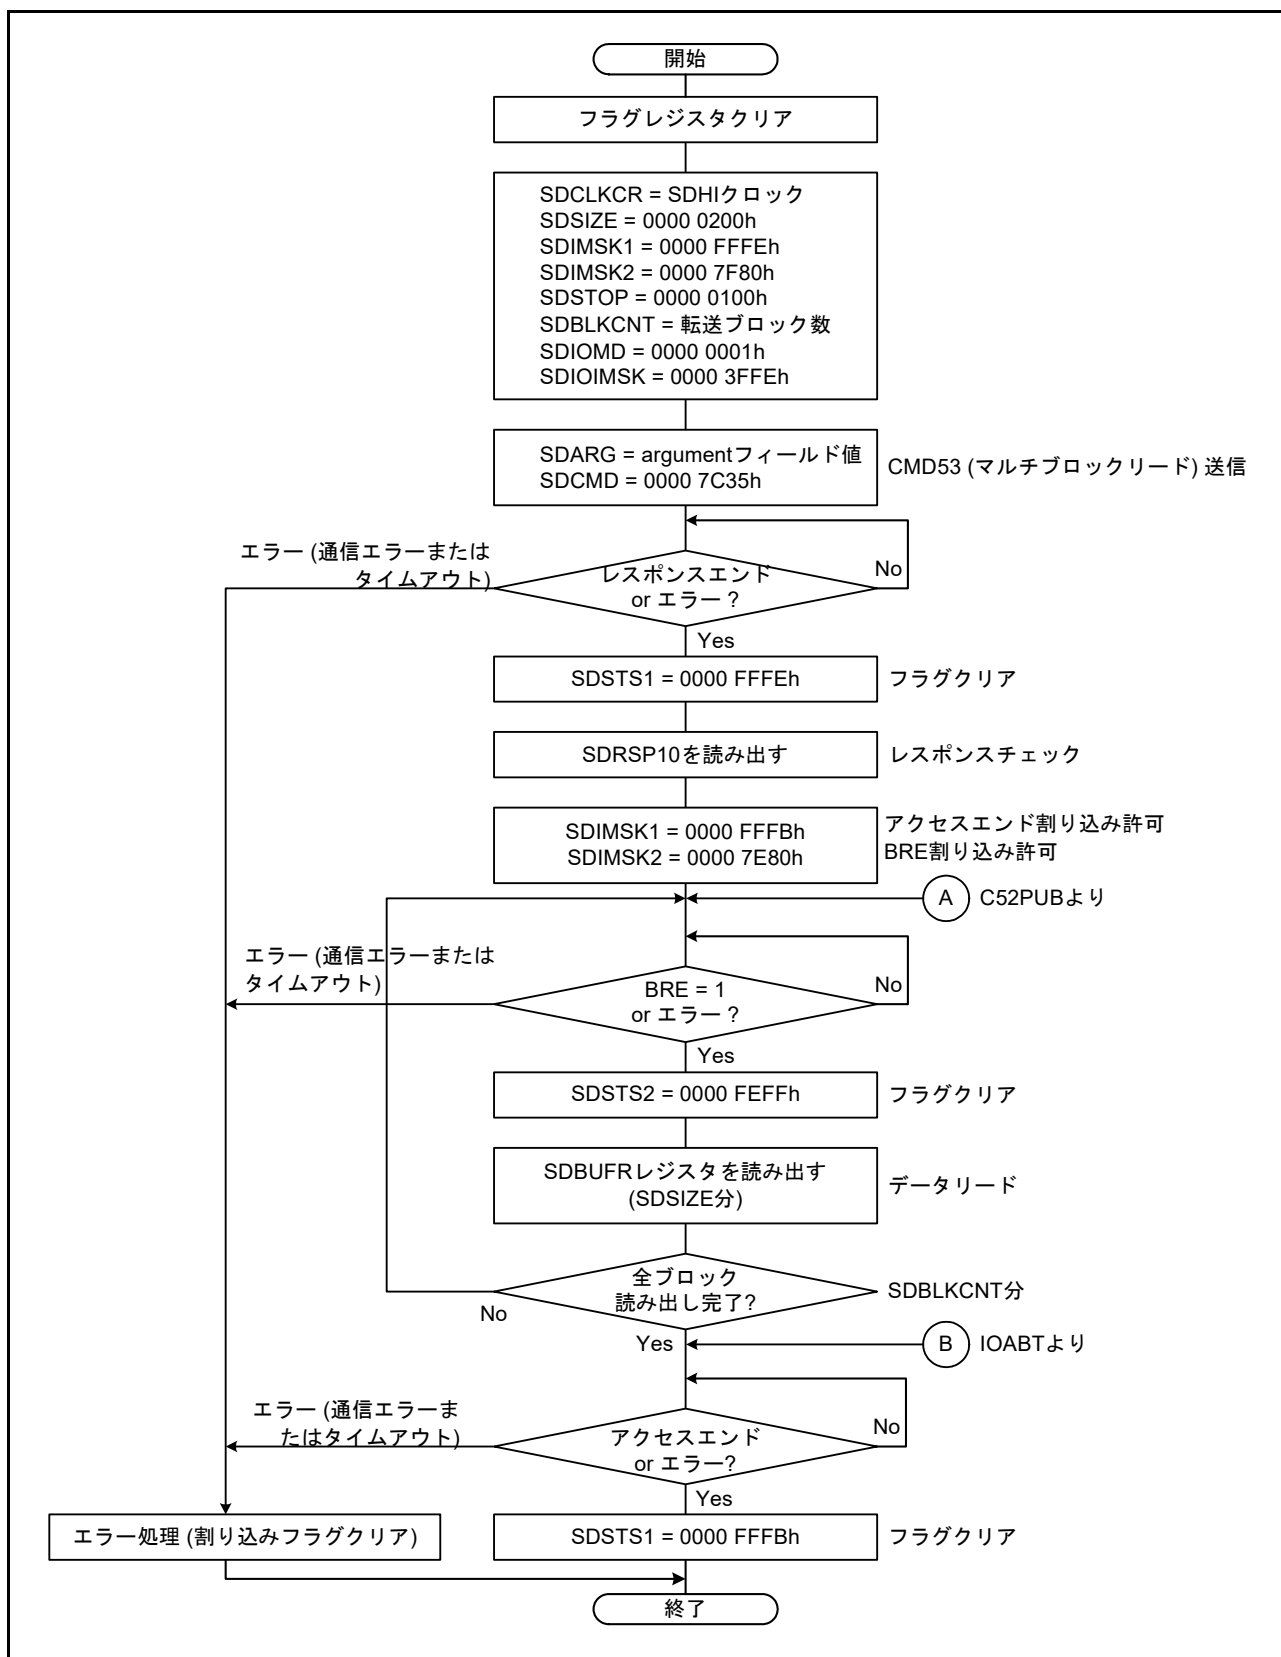 開始
フラグレジスタクリア
SDCLKCR = SDHIクロック
SDSIZE = 0000 0200h
SDIMSK1 = 0000 FFFEh
SDIMSK2 = 0000 7F80h
SDSTOP = 0000 0100h
SDBLKCNT = 転送ブロック数
SDIOMD = 0000 0001h
SDIOIMSK = 0000 3FFEh
SDARG = argumentフィールド値
SDCMD = 0000 7C35h
CMD53 (マルチブロックリード) 送信
エラー (通信エラーまたは
タイムアウト)
レスポンスエンド
or エラー ?
No
Yes
SDSTS1 = 0000 FFFEh
フラグクリア
SDRSP10を読み出す
レスポンスチェック
SDIMSK1 = 0000 FFFBh
SDIMSK2 = 0000 7E80h
アクセスエンド割り込み許可
BRE割り込み許可
A
C52PUBより
エラー (通信エラーまたは
タイムアウト)
BRE = 1
or エラー ?
No
Yes
SDSTS2 = 0000 FEFFh
フラグクリア
SDBUFRレジスタを読み出す
(SDSIZE分)
データリード
全ブロック
読み出し完了?
SDBLKCNT分
No
Yes
B
IOABTより
エラー (通信エラーま
たはタイムアウト)
アクセスエンド
or エラー?
No
Yes
エラー処理 (割り込みフラグクリア)
SDSTS1 = 0000 FFFBh
フラグクリア
終了